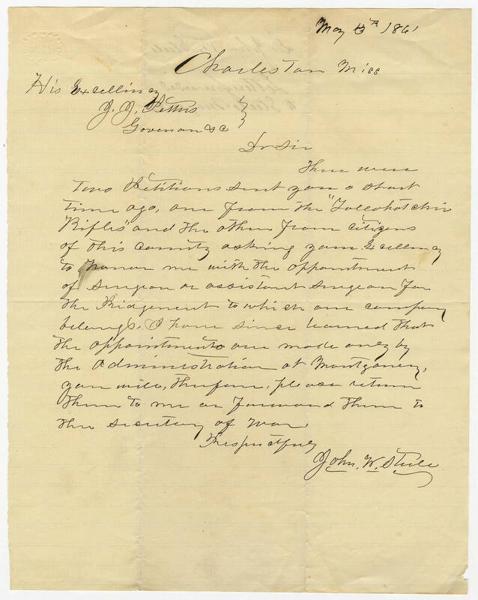 May 8th 1861
Charleston Miss
His Excellincy
J. J. Pettus
Govenor &c
Dr Sir
There were
Two Petitions sent you a short
time ago, one from the "Tallahatchie
Rifles" and the other from citizens
of this county asking your Excellency
to honor me with the appointment
of surgeon or assistant surgeon for
the Ridgement to which our company
belongs. I have since learned that
the appointments are made only by
the Administration at Montgomery,
you will, therefore, please return
them to me or forward them to
the secretary of War
Respectfully
John. W. Steele